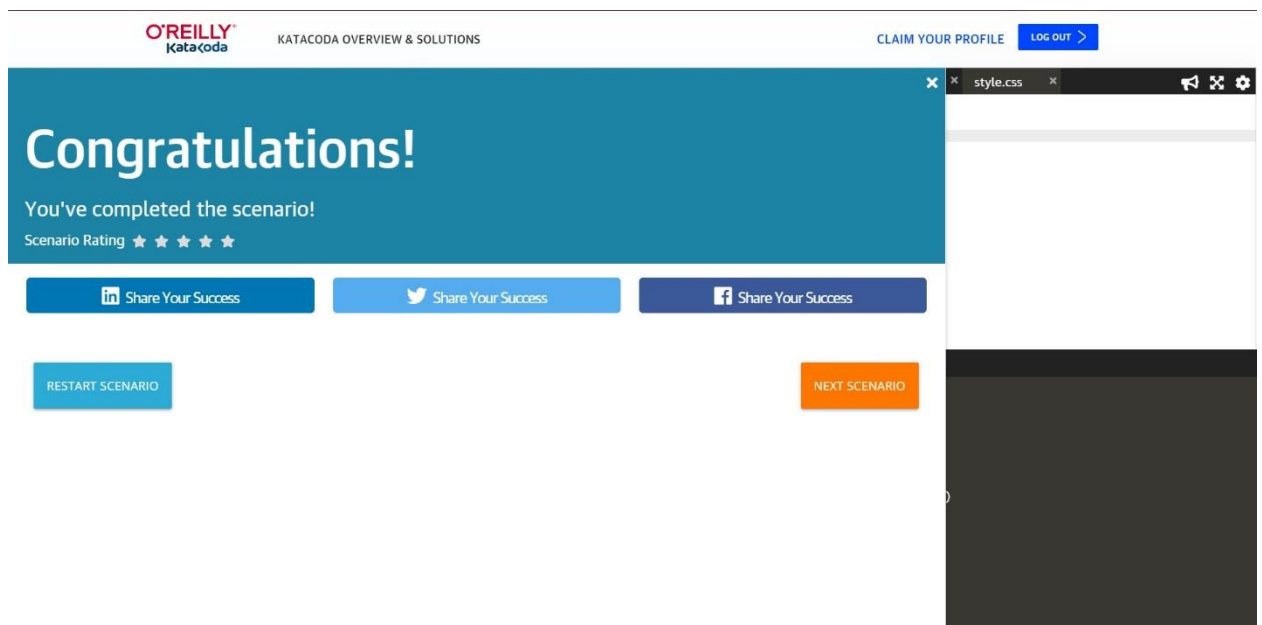 O'REILLY
Katacoda
KATACODA OVERVIEW & SOLUTIONS
CLAIM YOUR PROFILE
LOG OUT
style.css
Congratulations!
You've completed the scenario!
Scenario Rating
Share Your Success
Share Your Success
Share Your Success
RESTART SCENARIO
NEXT SCENARIO
)